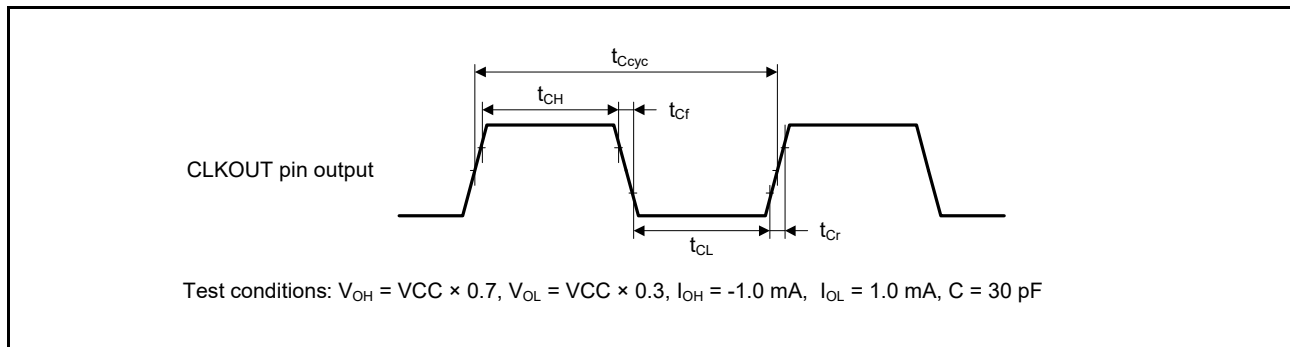 tCcyc
tCH
tCf
CLKOUT pin output
tCL
tCr
Test conditions: VOH = VCC × 0.7, VOL = VCC × 0.3, IOH = -1.0 mA, IOL = 1.0 mA, C = 30 pF